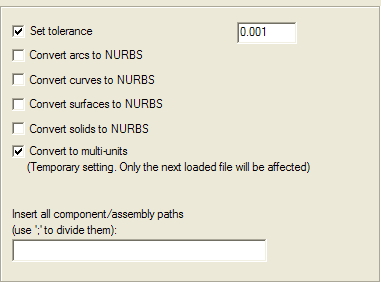 Set tolerance 0.001
Convert arcs to NURBS
Convert curves to NURBS
Convert surfaces to NURBS
Convert solids to NURBS
Convert to multi-units
(Temporary setting. Only the next loaded file will be affected)
Insert all component/assembly paths
(use ';' to divide them):